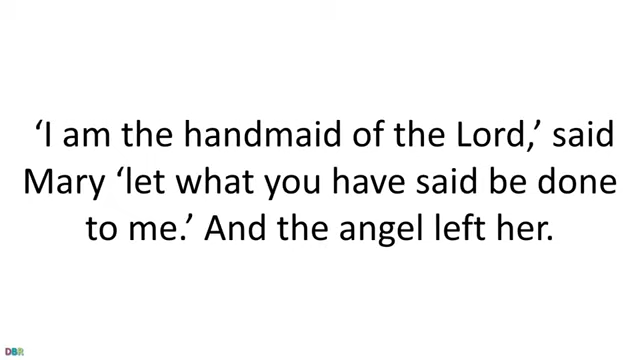 ‘I am the handmaid of the Lord,’ said
Mary ‘let what you have said be done
to me.’ And the angel left her.
DBR